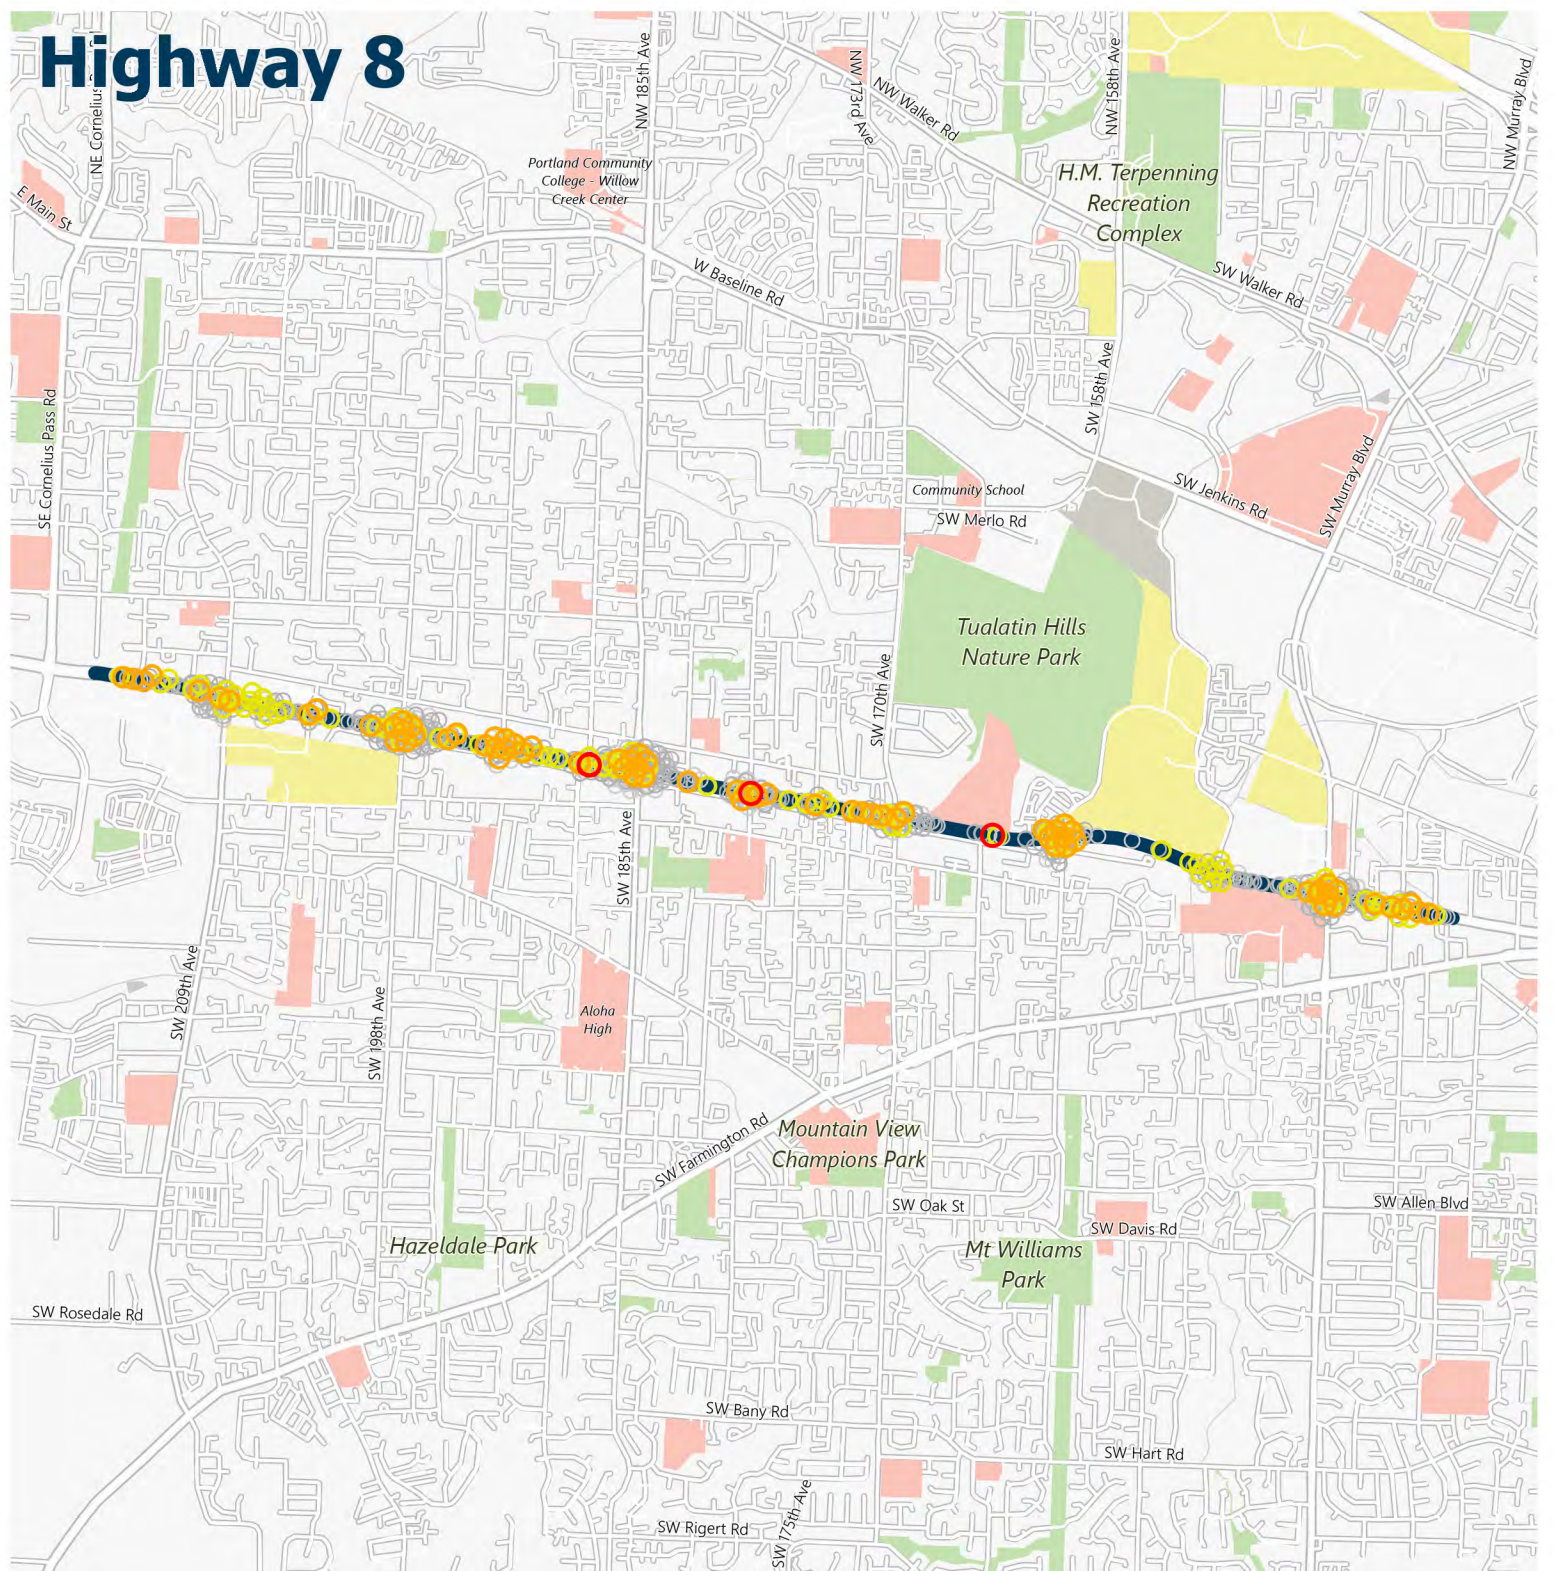 Highway 8
NE Cornelius
NW 185th Ave
NW 173rd Ave
NW Walker Rd
NW 158th Ave
NW Murray Blvd
E Main St
Portland Community
College - Willow
Creek Center
H.M. Terpenning
Recreation
Complex
W Baseline Rd
SW Walker Rd
SW 158th Ave
SE Cornelius Pass Rd
Community School
SW Merlo Rd
SW Jenkins Rd
SW Murray Blvd
Tualatin Hills
Nature Park
SW 170th Ave
SW 185th Ave
SW 209th Ave
SW 198th Ave
Aloha
High
SW Farmington Rd
Mountain View
Champions Park
SW Oak St
SW Allen Blvd
SW Davis Rd
Hazeldale Park
Mt Williams
Park
SW Rosedale Rd
SW Bany Rd
SW Hart Rd
SW 175th Ave
SW Rigert Rd